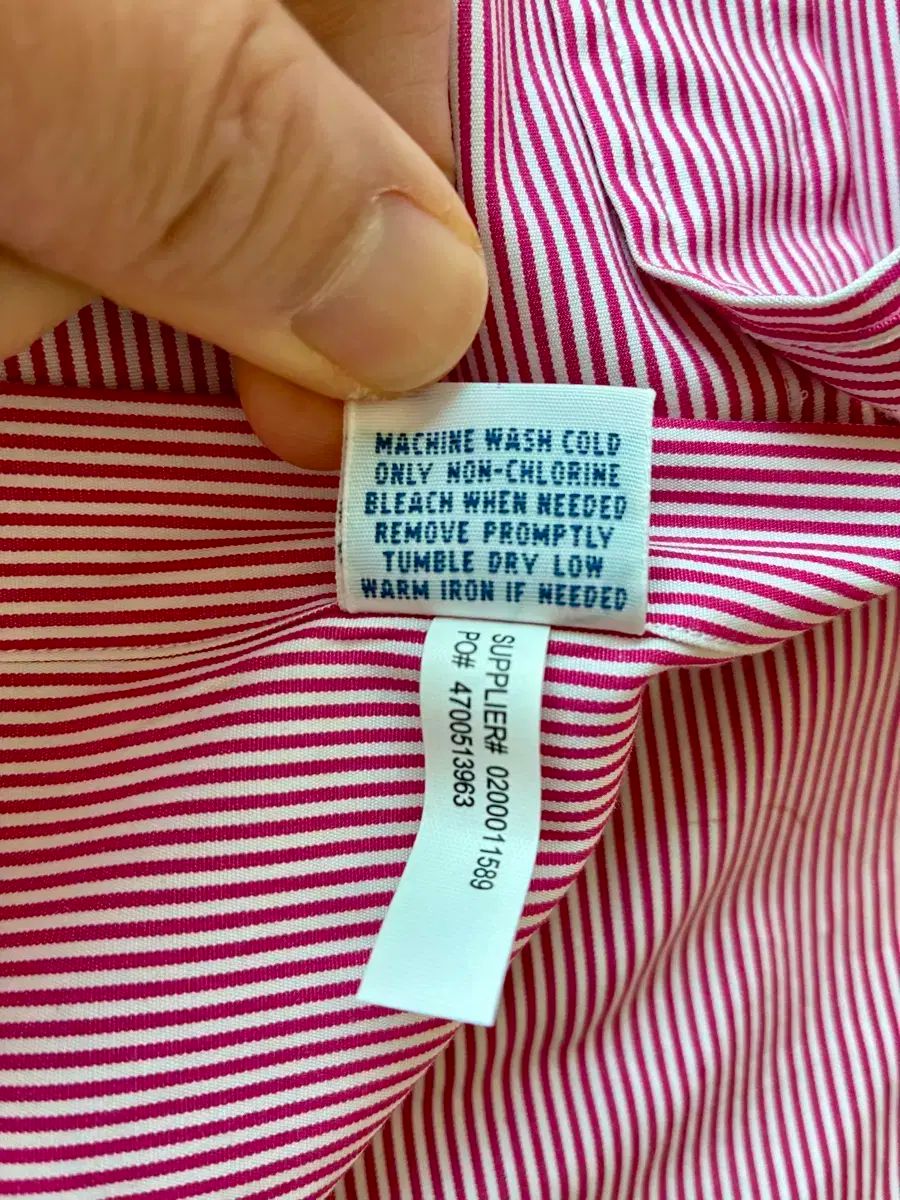 MACHINE WASH COLD
ONLY NON-CHLORINE
BLEACH WHEN NEEDED
REMOVE PROMPTLY
TUMBLE DRY LOW
WARM IRON IF NEEDED
SUPPLIER# 0200011589
PO# 4700513963